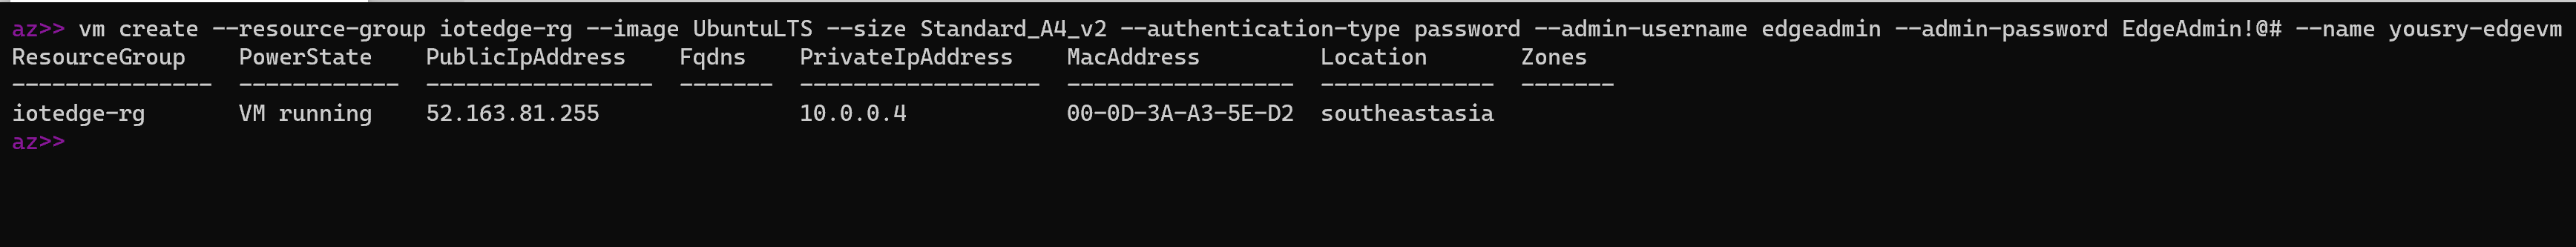 az>> vm create --resource-group iotedge-rg --image UbuntuLTS --size Standard_A4_v2 --authentication-type password --admin-username edgeadmin --admin-password EdgeAdmin!@# --name yousry-edgevm
ResourceGroup    PowerState    PublicIpAddress    Fqdns    PrivateIpAddress    MacAddress         Location       Zones
---------------  ------------  -----------------  -------  ------------------  -----------------  -------------  -------
iotedge-rg       VM running    52.163.81.255               10.0.0.4            00-0D-3A-A3-5E-D2  southeastasia
az>>